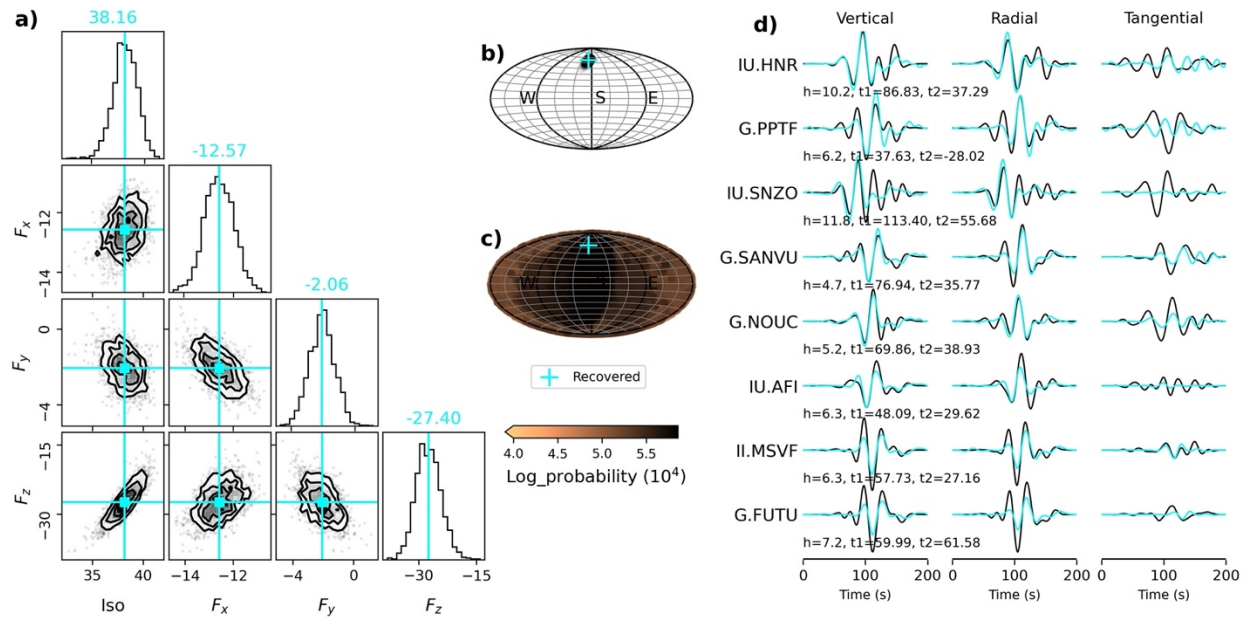 a)
38.16
-12.57
-2.06
-27.40
Fx
−12
−14
Fy
0
−4
Fz
−15
−30
35 40
−14 −12
−4 0
−30 −15
Iso
Fx
Fy
Fz
b)
W S E
c)
W S E
Recovered
4.0 4.5 5.0 5.5
Log_probability (10^4)
d)
Vertical Radial Tangential
IU.HNR
h=10.2, t1=86.83, t2=37.29
G.PPTF
h=6.2, t1=37.63, t2=-28.02
IU.SNZO
h=11.8, t1=113.40, t2=55.68
G.SANVU
h=4.7, t1=76.94, t2=35.77
G.NOUC
h=5.2, t1=69.86, t2=38.93
IU.AFI
h=6.3, t1=48.09, t2=29.62
II.MSVF
h=6.3, t1=57.73, t2=27.16
G.FUTU
h=7.2, t1=59.99, t2=61.58
0 100 200 0 100 200 0 100 200
Time (s) Time (s) Time (s)